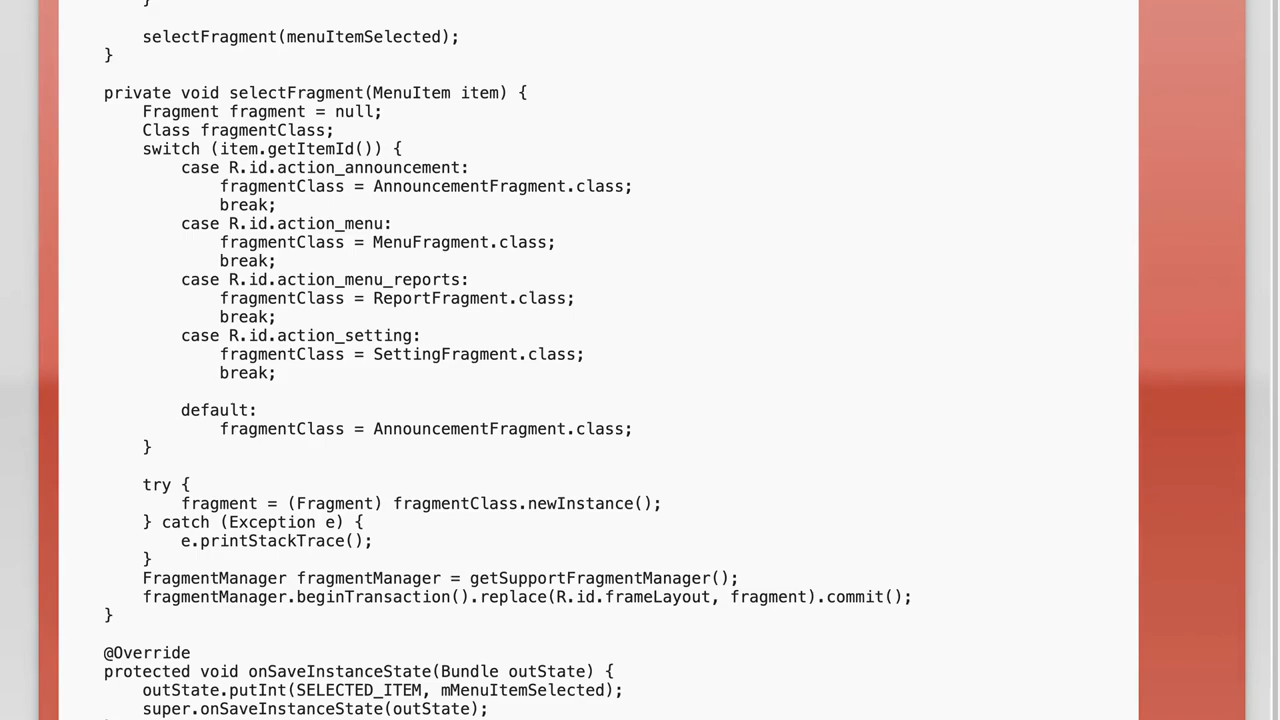 }
selectFragment(menuItemSelected);
}
private void selectFragment(MenuItem item) {
Fragment fragment = null;
Class fragmentClass;
switch (item.getItemId()) {
case R.id.action_announcement:
fragmentClass = AnnouncementFragment.class;
break;
case R.id.action_menu:
fragmentClass = MenuFragment.class;
break;
case R.id.action_menu_reports:
fragmentClass = ReportFragment.class;
break;
case R.id.action_setting:
fragmentClass = SettingFragment.class;
break;
default:
fragmentClass = AnnouncementFragment.class;
}
try {
fragment = (Fragment) fragmentClass.newInstance();
} catch (Exception e) {
e.printStackTrace();
}
FragmentManager fragmentManager = getSupportFragmentManager();
fragmentManager.beginTransaction().replace(R.id.frameLayout, fragment).commit();
}
@Override
protected void onSaveInstanceState(Bundle outState) {
outState.putInt(SELECTED_ITEM, mMenuItemSelected);
super.onSaveInstanceState(outState);